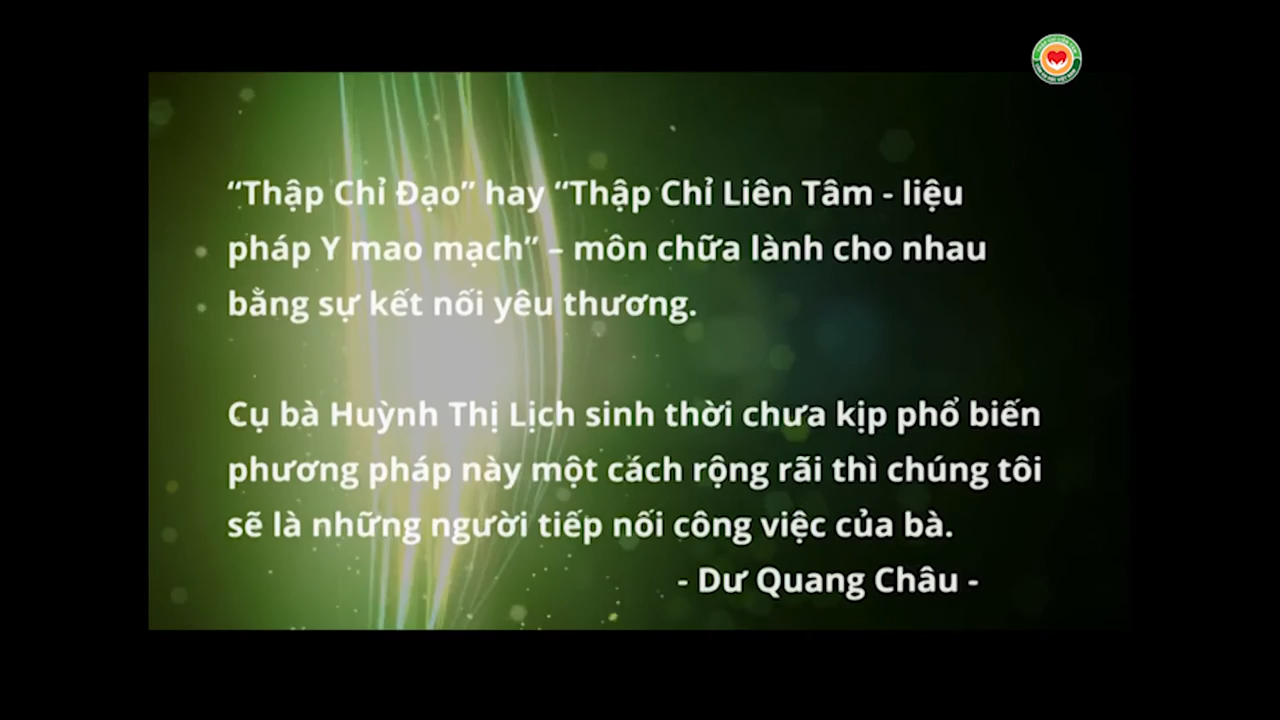 “Thập Chỉ Đạo” hay “Thập Chỉ Liên Tâm - liệu
pháp Y mao mạch” – môn chữa lành cho nhau
bằng sự kết nối yêu thương.
Cụ bà Huỳnh Thị Lịch sinh thời chưa kịp phổ biến
phương pháp này một cách rộng rãi thì chúng tôi
sẽ là những người tiếp nối công việc của bà.
- Dư Quang Châu -